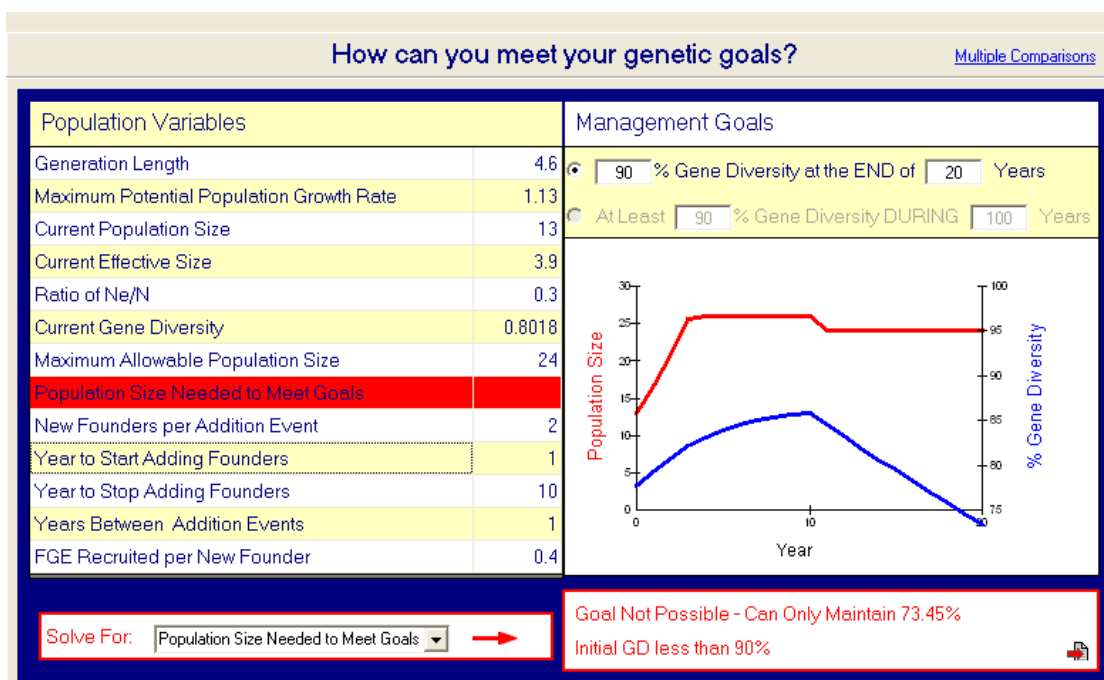 How can you meet your genetic goals?
Multiple Comparisons
Population Variables
Generation Length 4.6
Maximum Potential Population Growth Rate 1.13
Current Population Size 13
Current Effective Size 3.9
Ratio of Ne/N 0.3
Current Gene Diversity 0.8018
Maximum Allowable Population Size 24
Population Size Needed to Meet Goals
New Founders per Addition Event 2
Year to Start Adding Founders 1
Year to Stop Adding Founders 10
Years Between Addition Events 1
FGE Recruited per New Founder 0.4
Solve For: Population Size Needed to Meet Goals
Management Goals
90 % Gene Diversity at the END of 20 Years
At Least 90 % Gene Diversity DURING 100 Years
Population Size
30
25
20
15
10
5
0
100
95
90
85
80
75
% Gene Diversity
0 10 20
Year
Goal Not Possible - Can Only Maintain 73.45%
Initial GD less than 90%